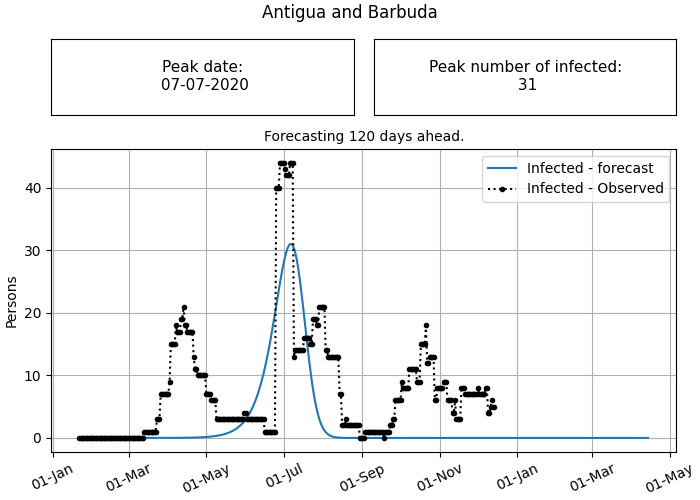 Antigua and Barbuda
Peak date:
07-07-2020
Peak number of infected:
31
Forecasting 120 days ahead.
Infected - forecast
Infected - Observed
Persons
40
30
20
10
0
01-Jan
01-Mar
01-May
01-Jul
01-Sep
01-Nov
01-Jan
01-Mar
01-May